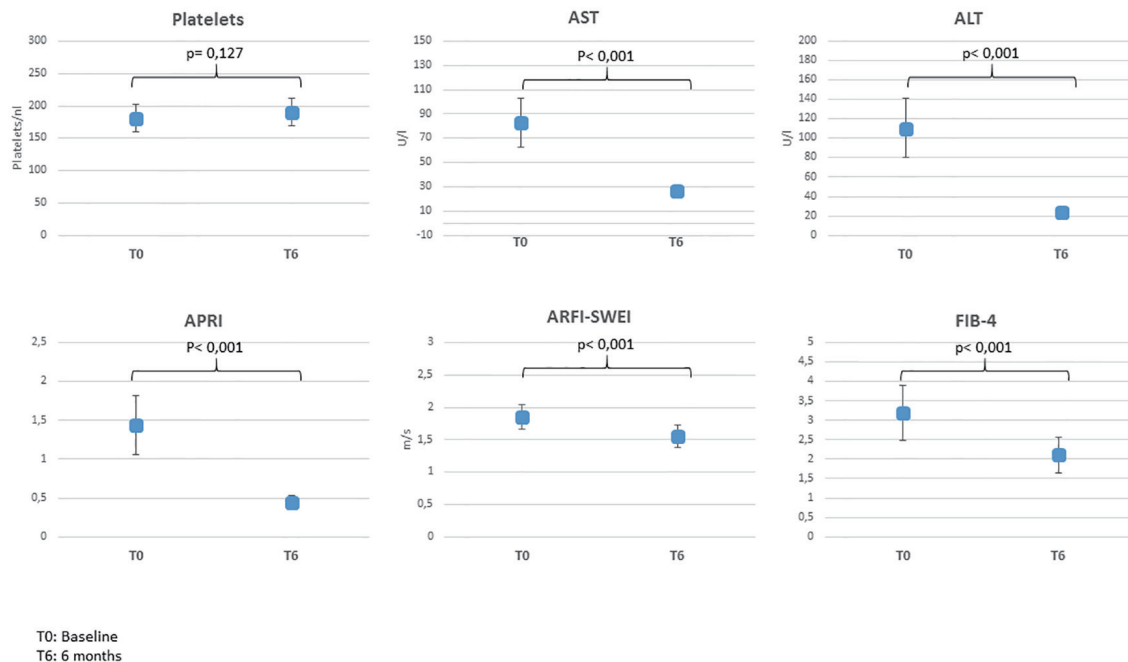 Platelets
p= 0,127
300
250
200
150
100
50
0
Platelets/nl
T0
T6
AST
P< 0,001
150
130
110
90
70
50
30
10
-10
U/l
T0
T6
ALT
p< 0,001
200
180
160
140
120
100
80
60
40
20
0
U/l
T0
T6
APRI
P< 0,001
2,5
2
1,5
1
0,5
0
T0
T6
ARFI-SWEI
p< 0,001
3
2,5
2
1,5
1
0,5
0
m/s
T0
T6
FIB-4
p< 0,001
5
4,5
4
3,5
3
2,5
2
1,5
1
0,5
0
T0
T6
T0: Baseline
T6: 6 months